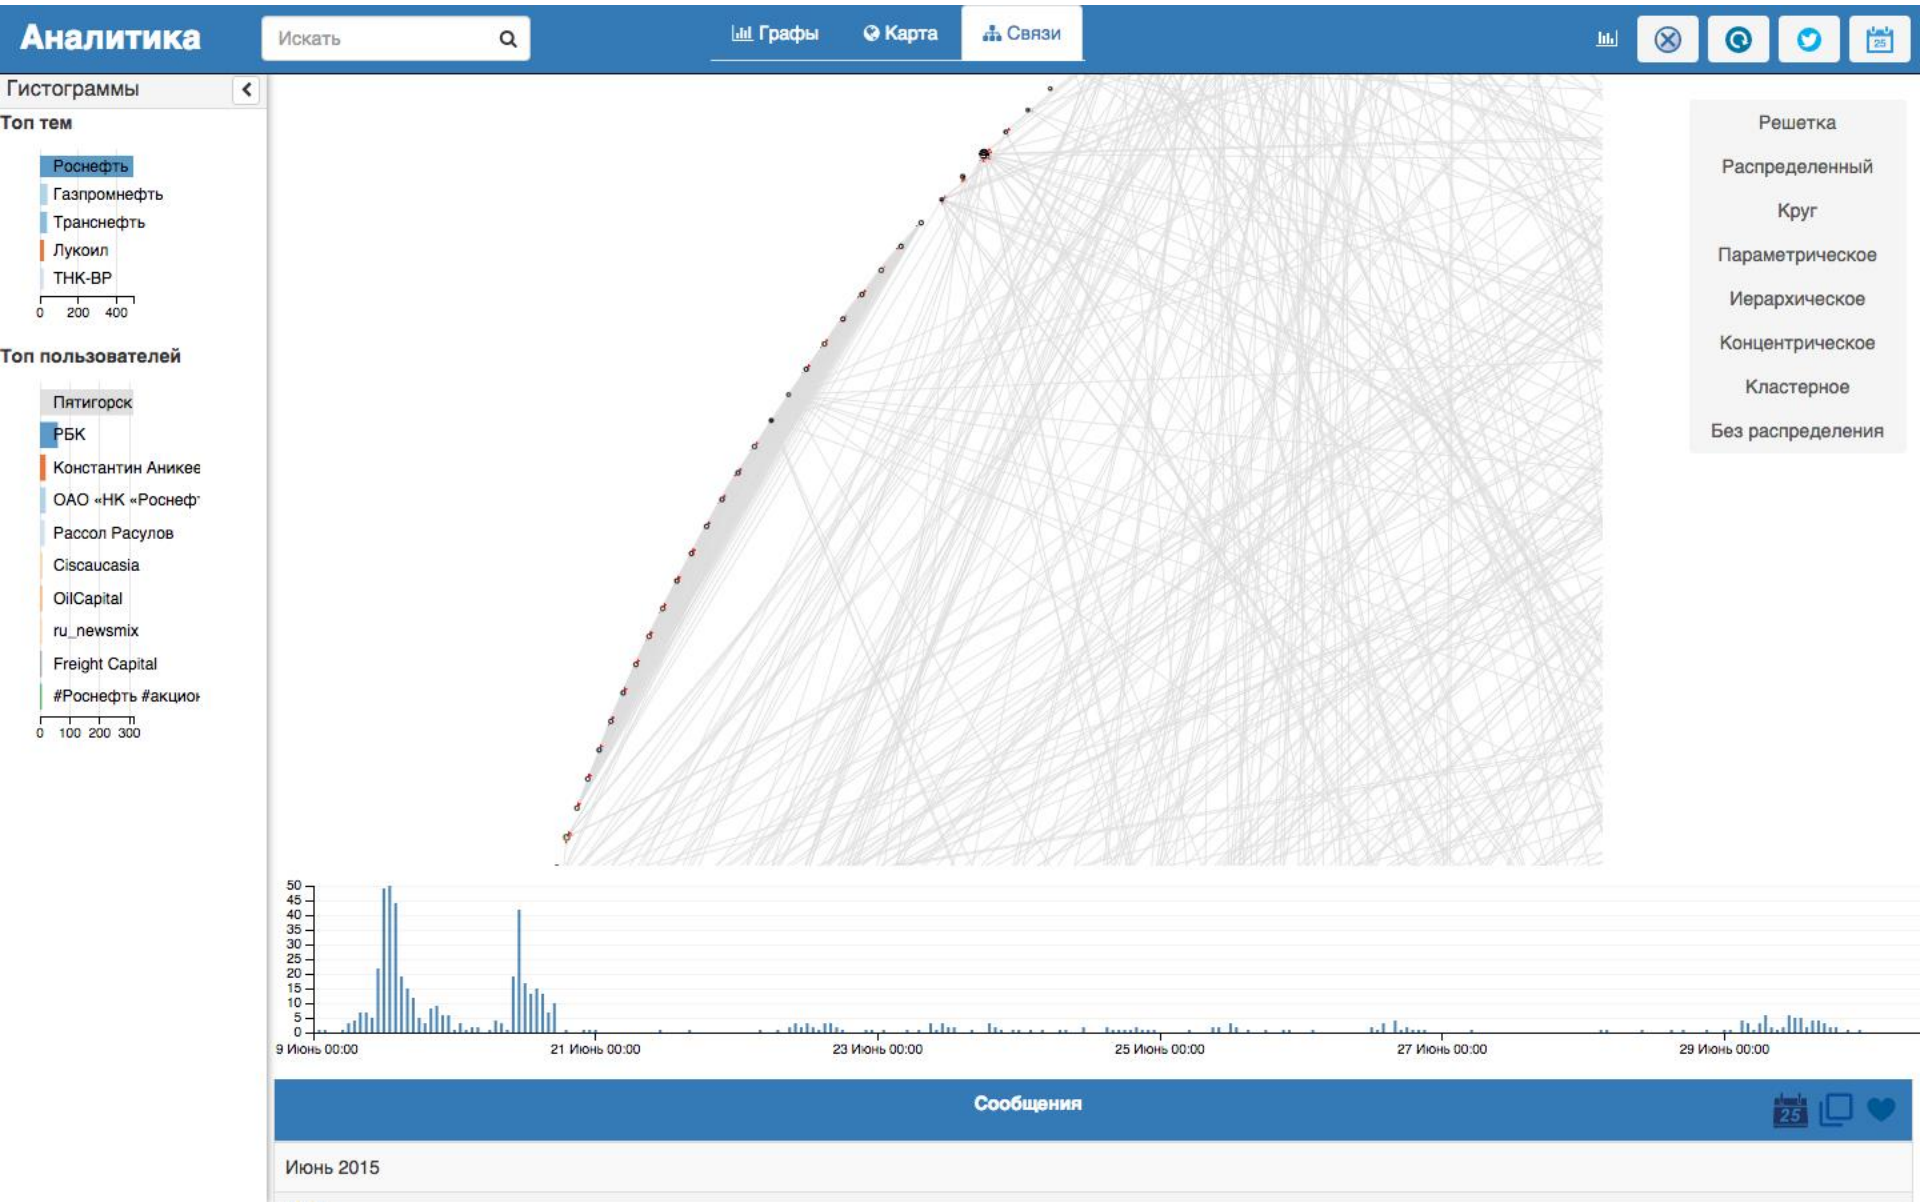 Аналитика
Искать
Графы
Карта
Связи
25
Гистограммы
Топ тем
Роснефть
Газпромнефть
Транснефть
Лукоил
ТНК-ВР
0 200 400
Топ пользователей
Пятигорск
РБК
Константин Аникее
ОАО «НК «Роснеф
Рассол Расулов
Ciscaucasia
OilCapital
ru_newsmix
Freight Capital
#Роснефть #акцион
0 100 200 300
Решетка
Распределенный
Круг
Параметрическое
Иерархическое
Концентрическое
Кластерное
Без распределения
50
45
40
35
30
25
20
15
10
5
0
9 Июнь 00:00 21 Июнь 00:00 23 Июнь 00:00 25 Июнь 00:00 27 Июнь 00:00 29 Июнь 00:00
Сообщения
25
Июнь 2015